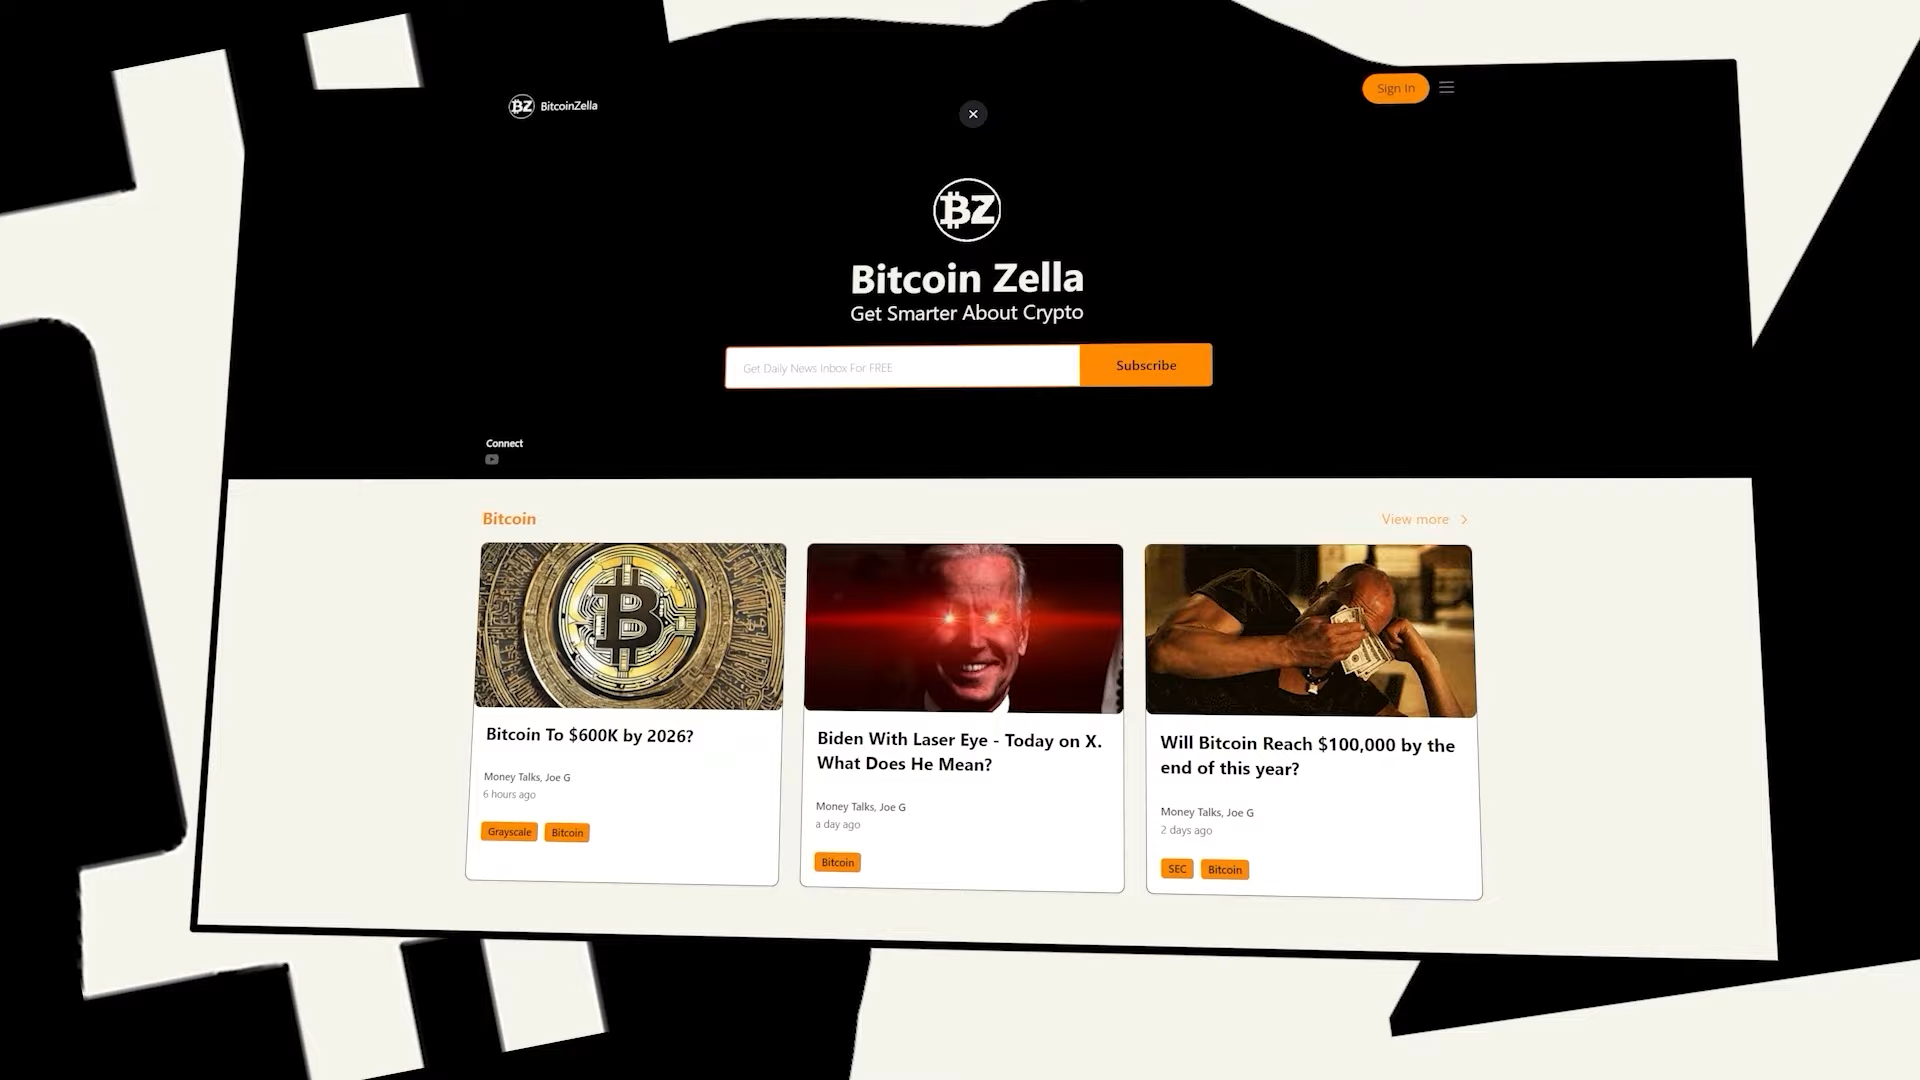 BZ BitcoinZella
Sign In
BZ
Bitcoin Zella
Get Smarter About Crypto
Get Daily News Inbox For FREE
Subscribe
Connect
Bitcoin
View more
Bitcoin To $600K by 2026?
Money Talks, Joe G
6 hours ago
Grayscale
Bitcoin
Biden With Laser Eye - Today on X.
What Does He Mean?
Money Talks, Joe G
a day ago
Bitcoin
Will Bitcoin Reach $100,000 by the
end of this year?
Money Talks, Joe G
2 days ago
SEC
Bitcoin